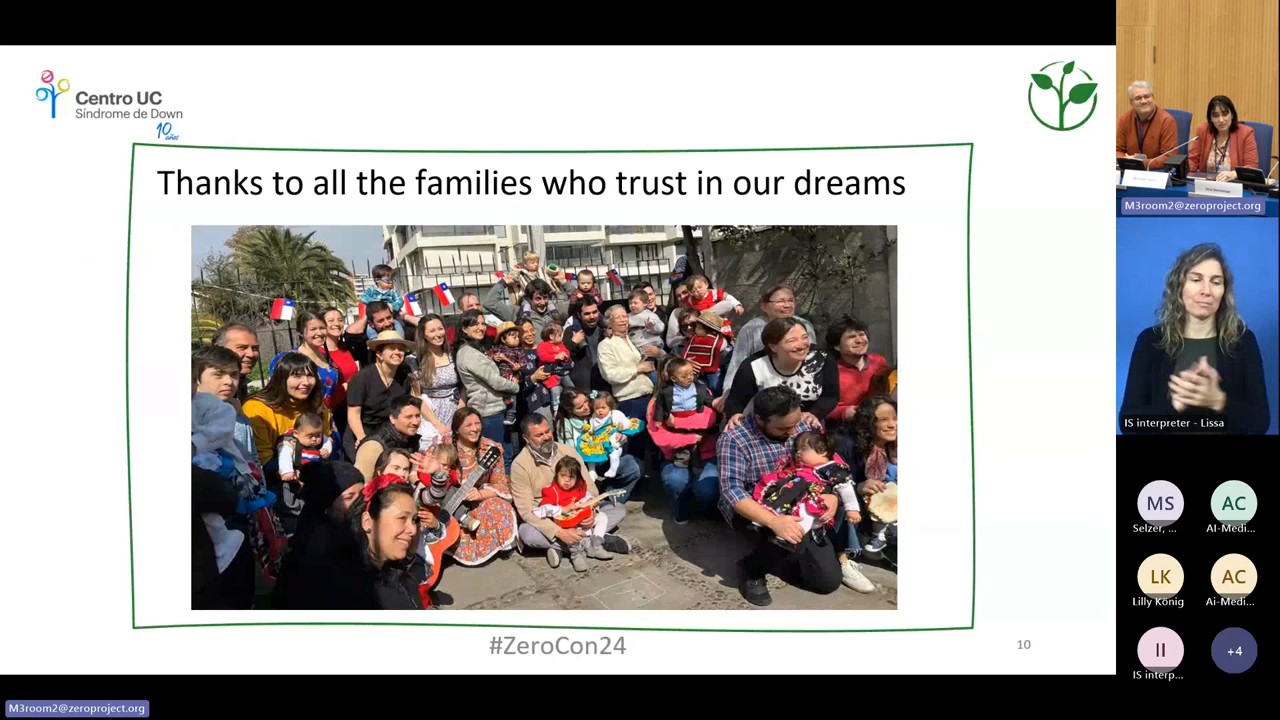 Centro UC
Síndrome de Down
10
años
Thanks to all the families who trust in our dreams
#ZeroCon24
10
M3room2@zeroproject.org
M3room2@zeroproject.org
IS interpreter - Lissa
MS
Selzer, ...
AC
AI-Medi...
LK
Lilly König
AC
Ai-Medi...
II
IS interp...
+4